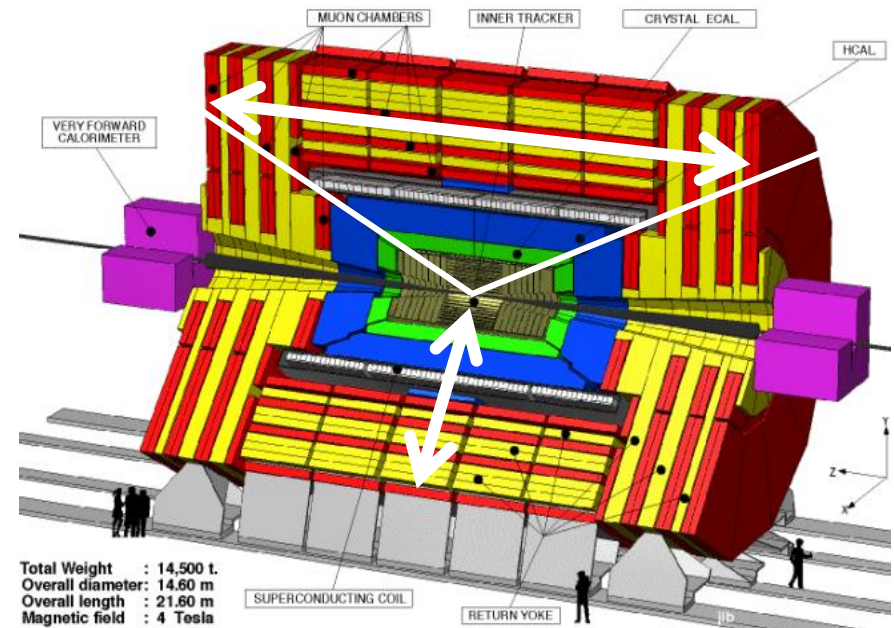 MUON CHAMBERS
INNER TRACKER
CRYSTAL ECAL.
HCAL
VERY FORWARD
CALORIMETER
Y
Z
X
Total Weight : 14,500 t.
Overall diameter: 14.60 m
Overall length : 21.60 m
Magnetic field : 4 Tesla
SUPERCONDUCTING COIL
RETURN YOKE
jlb